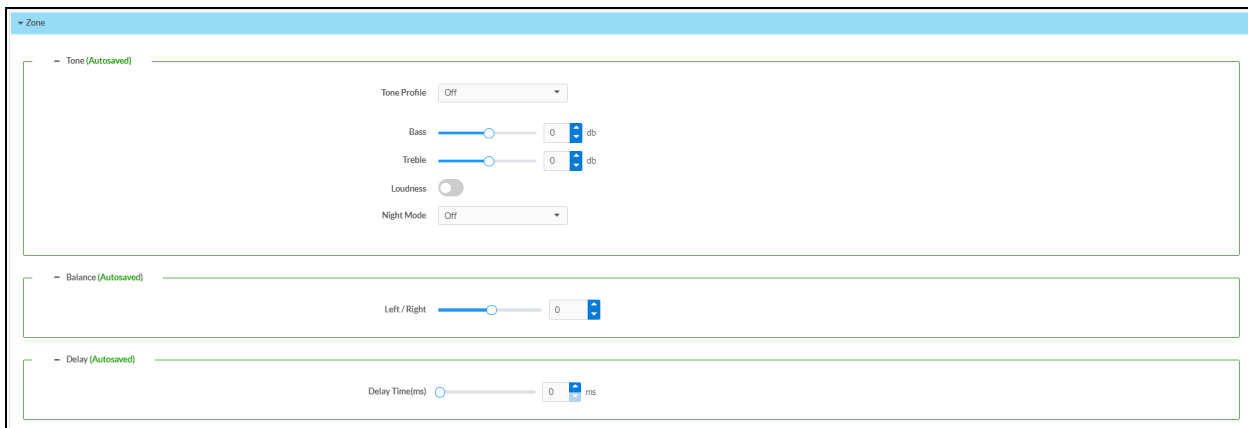 Zone
Tone (Autosaved)
Tone Profile Off
Bass 0 db
Treble 0 db
Loudness
Night Mode Off
Balance (Autosaved)
Left / Right 0
Delay (Autosaved)
Delay Time(ms) 0 ms